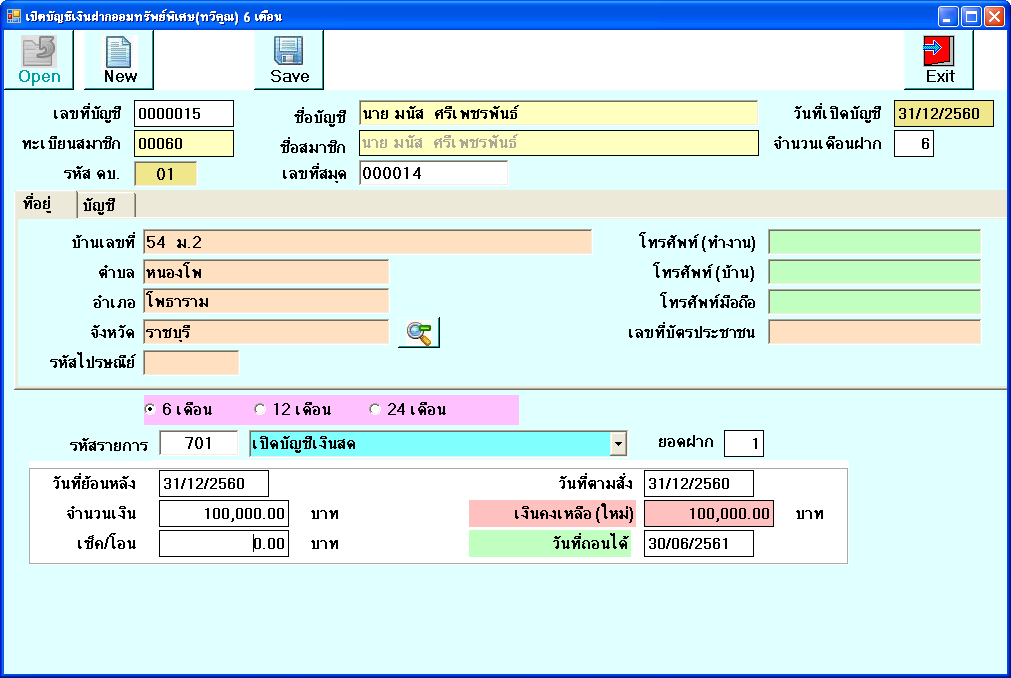 เปิดบัญชีเงินฝากออมทรัพย์พิเศษ(ทวีคูณ) 6 เดือน
Open New Save Exit
เลขที่บัญชี 0000015 ชื่อบัญชี นาย มนัส ศรีเพชรพันธ์ วันที่เปิดบัญชี 31/12/2560
ทะเบียนสมาชิก 00060 ชื่อสมาชิก นาย มนัส ศรีเพชรพันธ์ จำนวนเดือนฝาก 6
รหัส ดบ. 01 เลขที่สมุด 000014
ที่อยู่ บัญชี
บ้านเลขที่ 54 ม.2 โทรศัพท์(ทำงาน)
ตำบล หนองโพ โทรศัพท์(บ้าน)
อำเภอ โพธาราม โทรศัพท์มือถือ
จังหวัด ราชบุรี เลขที่บัตรประชาชน
รหัสไปรษณีย์
6 เดือน 12 เดือน 24 เดือน
รหัสรายการ 701 เปิดบัญชีเงินสด ยอดฝาก 1
วันที่ย้อนหลัง 31/12/2560 วันที่ตามสั่ง 31/12/2560
จำนวนเงิน 100,000.00 บาท เงินคงเหลือ(ใหม่) 100,000.00 บาท
เช็ค/โอน 0.00 บาท วันที่ถอนได้ 30/06/2561